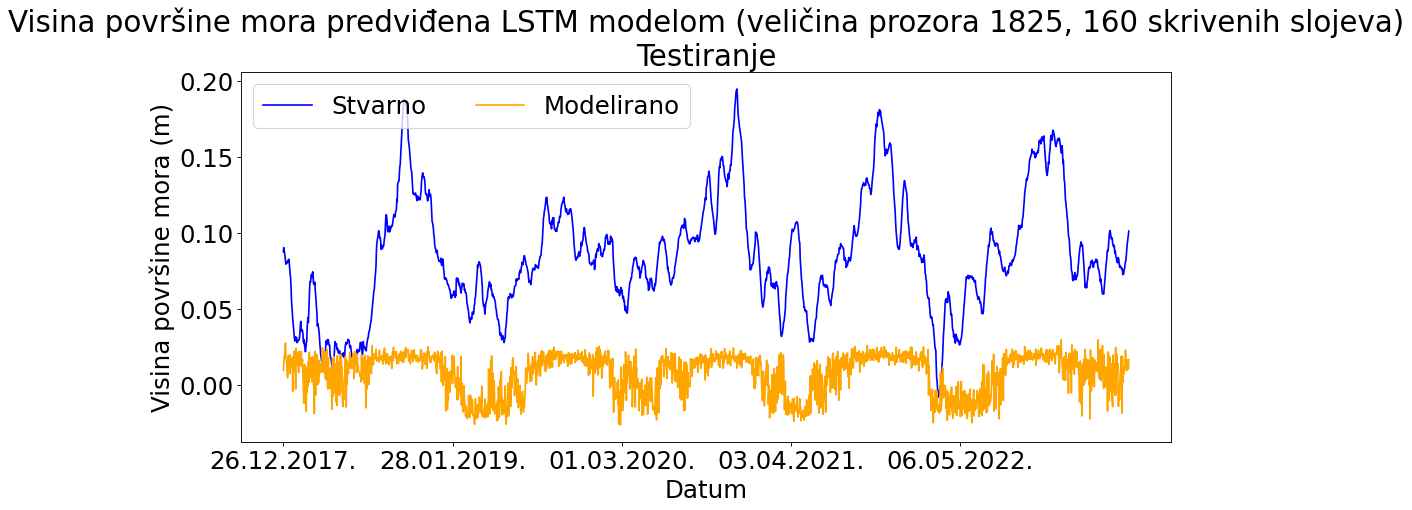 Visina površine mora predviđena LSTM modelom (veličina prozora 1825, 160 skrivenih slojeva)
Testiranje
Stvarno Modelirano
Visina površine mora (m)
0.20
0.15
0.10
0.05
0.00
26.12.2017. 28.01.2019. 01.03.2020. 03.04.2021. 06.05.2022.
Datum